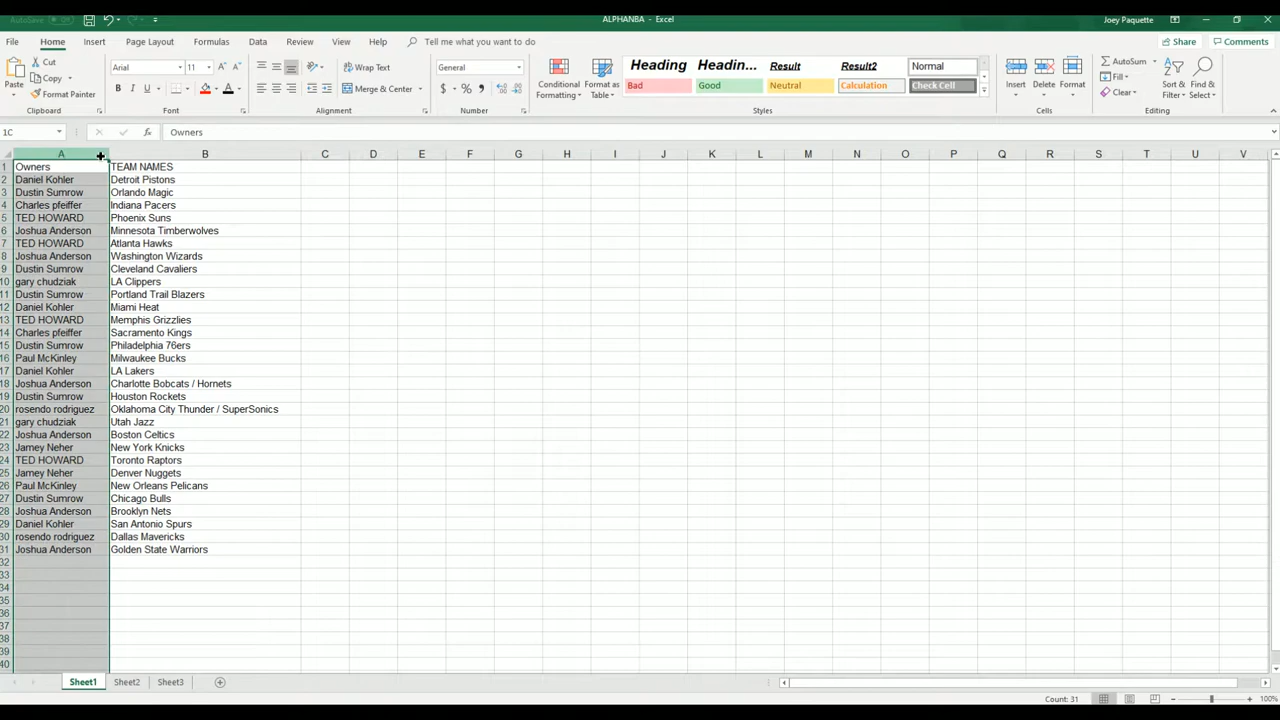 AutoSave
ALPHANBA - Excel
Joey Paquette
File Home Insert Page Layout Formulas Data Review View Help Tell me what you want to do Share Comments
Paste Cut Copy Format Painter Clipboard
Arial 11 B I U A A A Font
Wrap Text Merge & Center Alignment
General $ % , Number
Conditional Formatting Format as Table
Heading Headin... Result Result2 Normal
Bad Good Neutral Calculation Check Cell
Styles
Insert Delete Format Cells
AutoSum Fill Clear Sort & Filter Find & Select Editing
1C fx Owners
A B C D E F G H I J K L M N O P Q R S T U V
1 Owners TEAM NAMES
2 Daniel Kohler Detroit Pistons
3 Dustin Sumrow Orlando Magic
4 Charles pfeiffer Indiana Pacers
5 TED HOWARD Phoenix Suns
6 Joshua Anderson Minnesota Timberwolves
7 TED HOWARD Atlanta Hawks
8 Joshua Anderson Washington Wizards
9 Dustin Sumrow Cleveland Cavaliers
10 gary chudziak LA Clippers
11 Dustin Sumrow Portland Trail Blazers
12 Daniel Kohler Miami Heat
13 TED HOWARD Memphis Grizzlies
14 Charles pfeiffer Sacramento Kings
15 Dustin Sumrow Philadelphia 76ers
16 Paul McKinley Milwaukee Bucks
17 Daniel Kohler LA Lakers
18 Joshua Anderson Charlotte Bobcats / Hornets
19 Dustin Sumrow Houston Rockets
20 rosendo rodriguez Oklahoma City Thunder / SuperSonics
21 gary chudziak Utah Jazz
22 Joshua Anderson Boston Celtics
23 Jamey Neher New York Knicks
24 TED HOWARD Toronto Raptors
25 Jamey Neher Denver Nuggets
26 Paul McKinley New Orleans Pelicans
27 Dustin Sumrow Chicago Bulls
28 Joshua Anderson Brooklyn Nets
29 Daniel Kohler San Antonio Spurs
30 rosendo rodriguez Dallas Mavericks
31 Joshua Anderson Golden State Warriors
32
33
34
35
36
37
38
39
40
Sheet1 Sheet2 Sheet3
Count: 31 100%